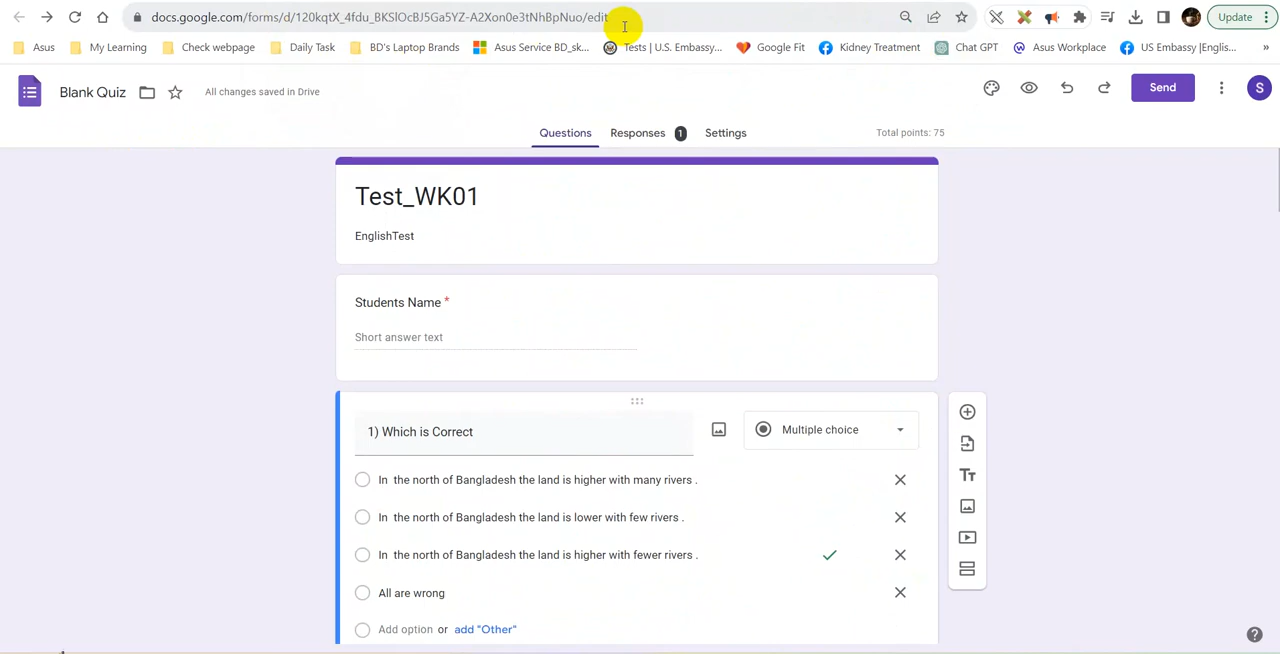 docs.google.com/forms/d/120kqtX_4fdu_BKSlOcBJ5Ga5YZ-A2Xon0e3tNhBpNuo/edit
Update
Asus My Learning Check webpage Daily Task BD's Laptop Brands Asus Service BD_sk... Tests | U.S. Embassy... Google Fit Kidney Treatment Chat GPT Asus Workplace US Embassy |Englis... »
Blank Quiz All changes saved in Drive Send S
Questions Responses 1 Settings Total points: 75
Test_WK01
EnglishTest
Students Name *
Short answer text
1) Which is Correct Multiple choice
In the north of Bangladesh the land is higher with many rivers .
In the north of Bangladesh the land is lower with few rivers .
In the north of Bangladesh the land is higher with fewer rivers .
All are wrong
Add option or add "Other"